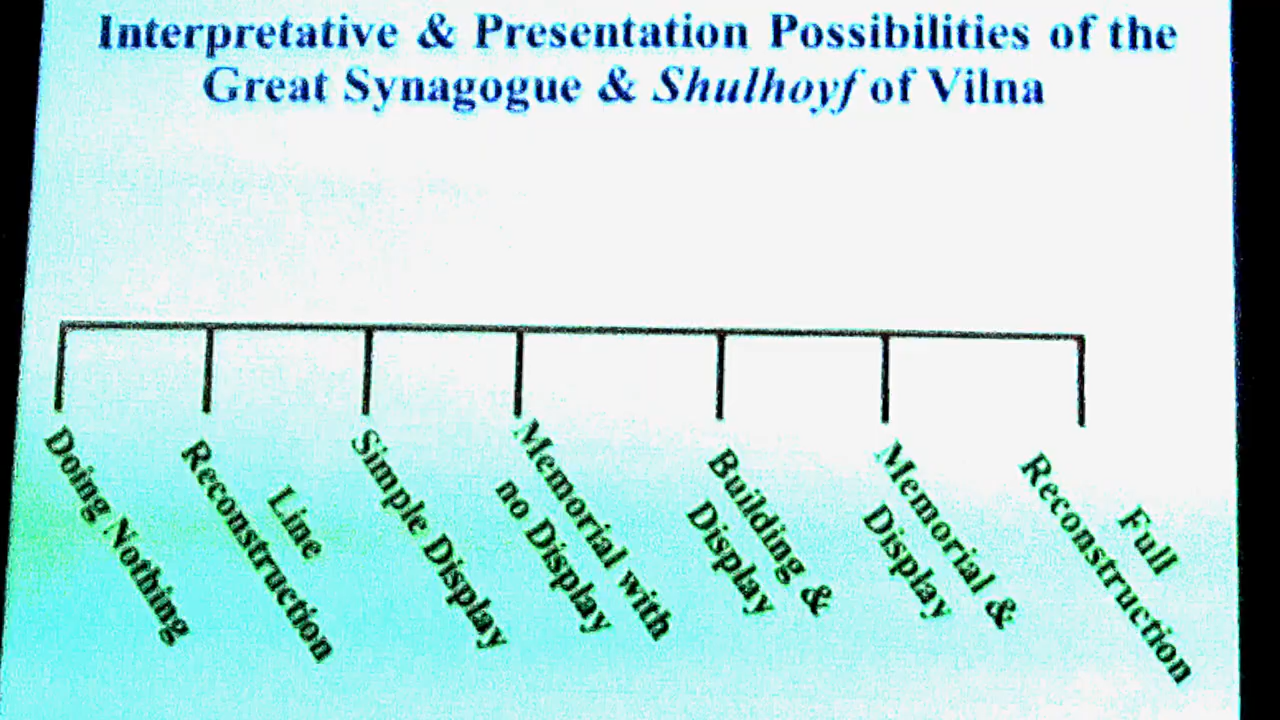 Interpretative & Presentation Possibilities of the
Great Synagogue & Shulhoyf of Vilna
Doing Nothing
Line
Reconstruction
Simple Display
Memorial with
no Display
Building &
Display
Memorial &
Display
Full
Reconstruction